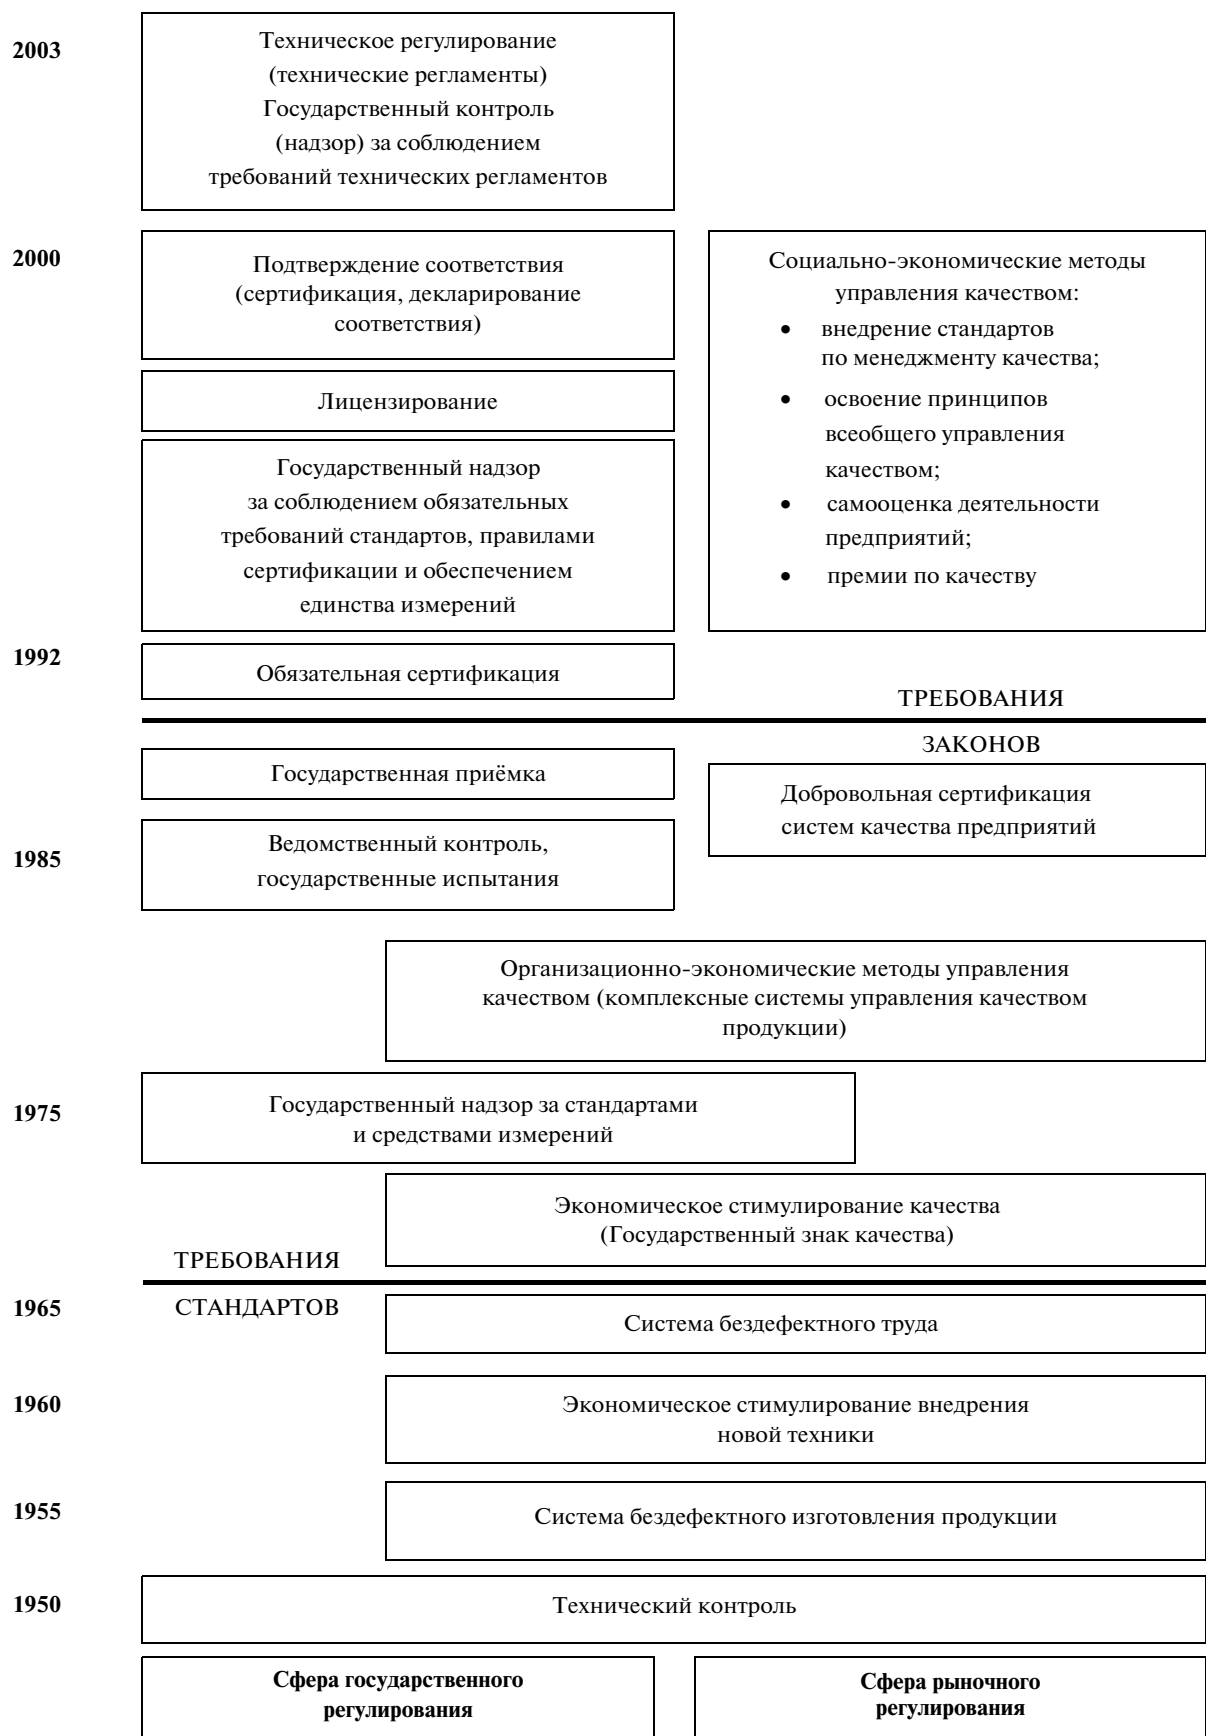 2003
Техническое регулирование
(технические регламенты)
Государственный контроль
(надзор) за соблюдением
требований технических регламентов
2000
Подтверждение соответствия
(сертификация, декларирование
соответствия)
Лицензирование
Государственный надзор
за соблюдением обязательных
требований стандартов, правилами
сертификации и обеспечением
единства измерений
Социально-экономические методы
управления качеством:
• внедрение стандартов
по менеджменту качества;
• освоение принципов
всеобщего управления
качеством;
• самооценка деятельности
предприятий;
• премии по качеству
1992
Обязательная сертификация
ТРЕБОВАНИЯ
ЗАКОНОВ
Государственная приёмка
Добровольная сертификация
систем качества предприятий
1985
Ведомственный контроль,
государственные испытания
Организационно-экономические методы управления
качеством (комплексные системы управления качеством
продукции)
1975
Государственный надзор за стандартами
и средствами измерений
Экономическое стимулирование качества
(Государственный знак качества)
ТРЕБОВАНИЯ
СТАНДАРТОВ
1965
Система бездефектного труда
1960
Экономическое стимулирование внедрения
новой техники
1955
Система бездефектного изготовления продукции
1950
Технический контроль
Сфера государственного
регулирования
Сфера рыночного
регулирования